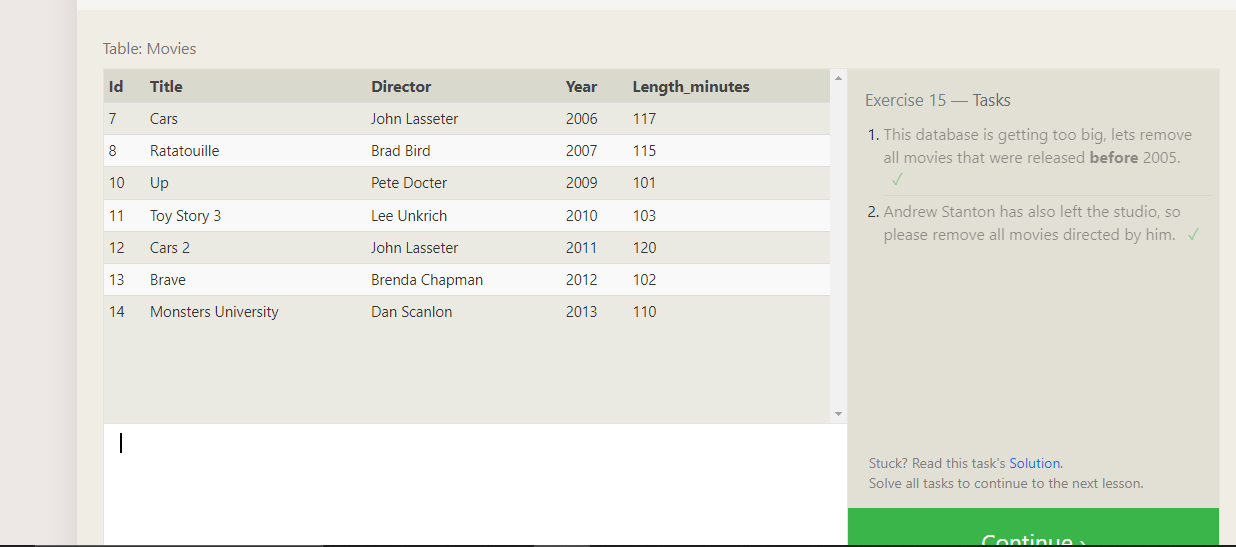 Table: Movies
Id Title Director Year Length_minutes
7 Cars John Lasseter 2006 117
8 Ratatouille Brad Bird 2007 115
10 Up Pete Docter 2009 101
11 Toy Story 3 Lee Unkrich 2010 103
12 Cars 2 John Lasseter 2011 120
13 Brave Brenda Chapman 2012 102
14 Monsters University Dan Scanlon 2013 110
Exercise 15 — Tasks
1. This database is getting too big, lets remove
all movies that were released before 2005.
✓
2. Andrew Stanton has also left the studio, so
please remove all movies directed by him. ✓
Stuck? Read this task's Solution.
Solve all tasks to continue to the next lesson.
Continue ›